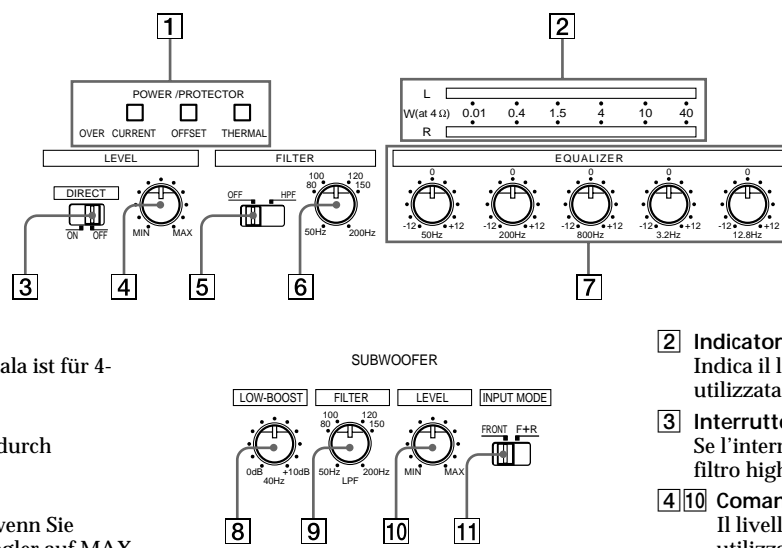 1
2
POWER /PROTECTOR
OVER CURRENT OFFSET THERMAL
L
W(at 4 Ω) 0.01 0.4 1.5 4 10 40
R
LEVEL
FILTER
EQUALIZER
DIRECT
ON OFF
MIN MAX
OFF HPF
80 100 120 150
50Hz 200Hz
0 0 0 0 0
-12 +12 -12 +12 -12 +12 -12 +12 -12 +12
50Hz 200Hz 800Hz 3.2Hz 12.8Hz
3 4 5 6 7
ala ist für 4-
durch
wenn Sie
gler auf MAX
SUBWOOFER
LOW-BOOST FILTER LEVEL INPUT MODE
80 100 120 150
FRONT F+R
0dB +10dB 50Hz 200Hz MIN MAX
40Hz LPF
8 9 10 11
2 Indicator
Indica il l
utilizzata
3 Interrutto
Se l'interr
filtro high
4 10 Coman
Il livell
utilizz